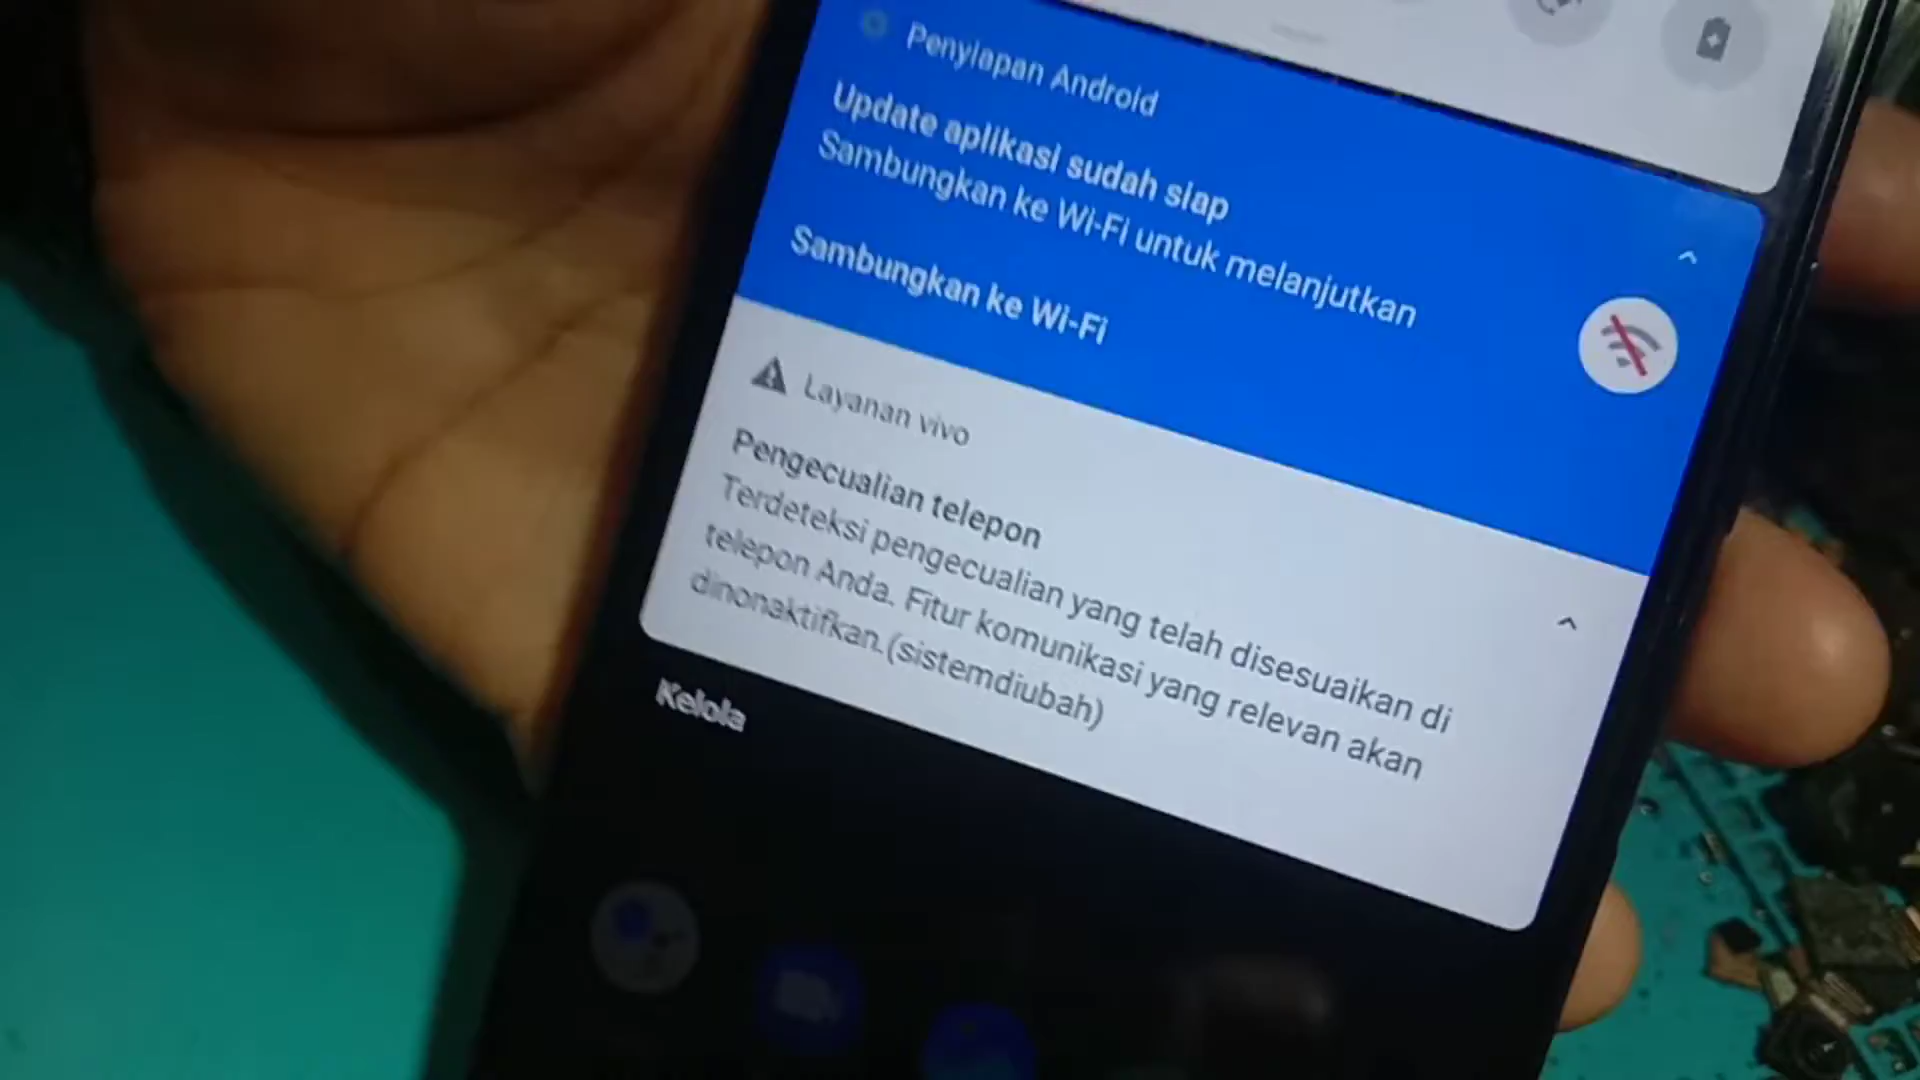 Penyiapan Android
Update aplikasi sudah siap
Sambungkan ke Wi-Fi untuk melanjutkan
Sambungkan ke Wi-Fi
Layanan vivo
Pengecualian telepon
Terdeteksi pengecualian yang telah disesuaikan di
telepon Anda. Fitur komunikasi yang relevan akan
dinonaktifkan.(sistemdiubah)
Kelola